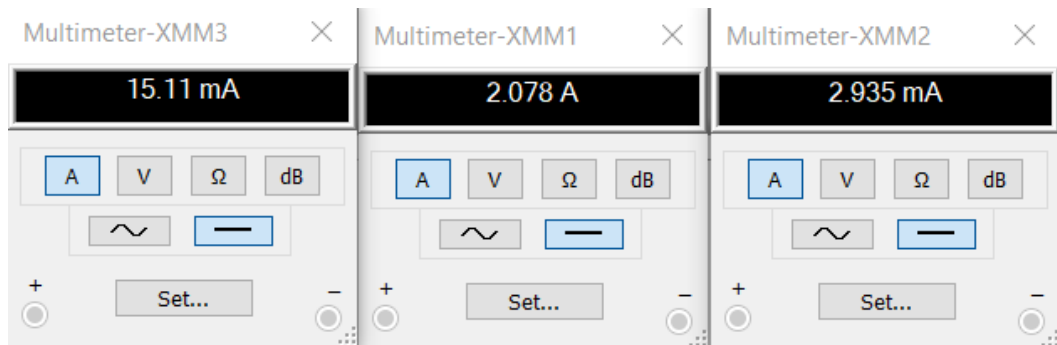 Multimeter-XMM3 ×
15.11 mA
A V Ω dB
Set...
+ −
Multimeter-XMM1 ×
2.078 A
A V Ω dB
Set...
+ −
Multimeter-XMM2 ×
2.935 mA
A V Ω dB
Set...
+ −